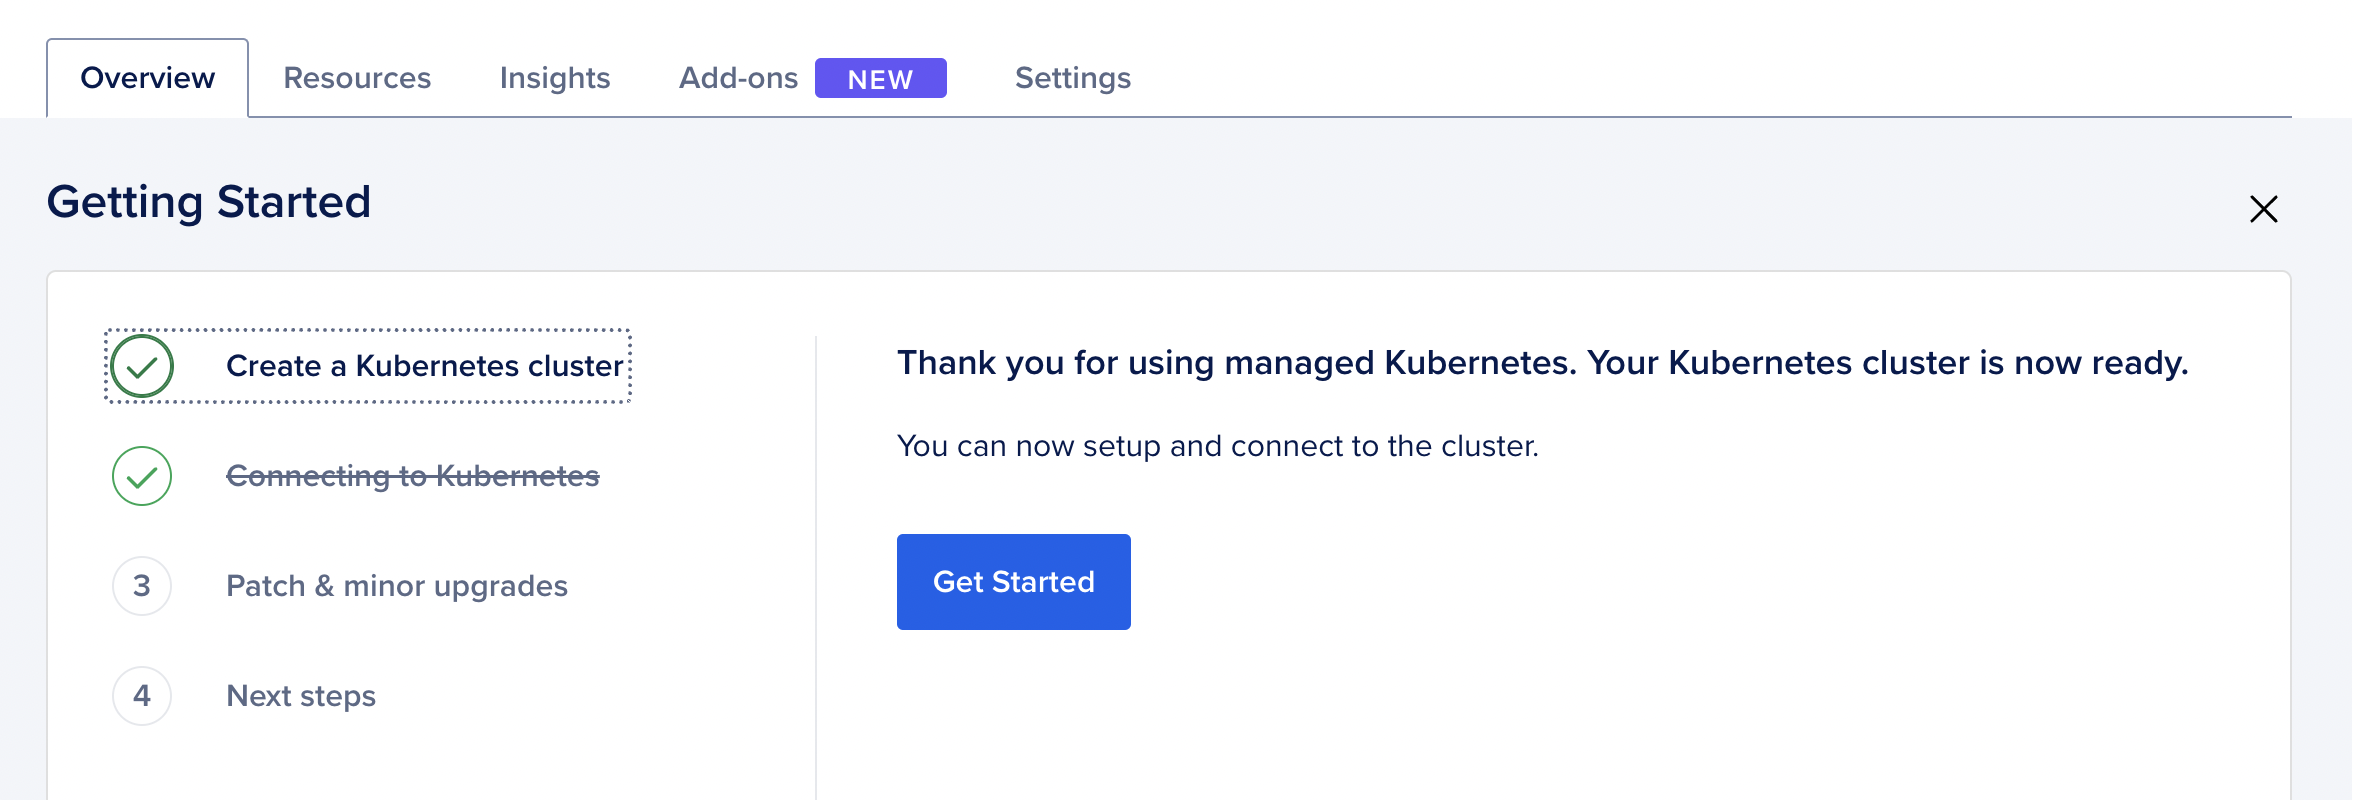 Overview Resources Insights Add-ons NEW Settings
Getting Started
Create a Kubernetes cluster
Connecting to Kubernetes
3 Patch & minor upgrades
4 Next steps
Thank you for using managed Kubernetes. Your Kubernetes cluster is now ready.
You can now setup and connect to the cluster.
Get Started